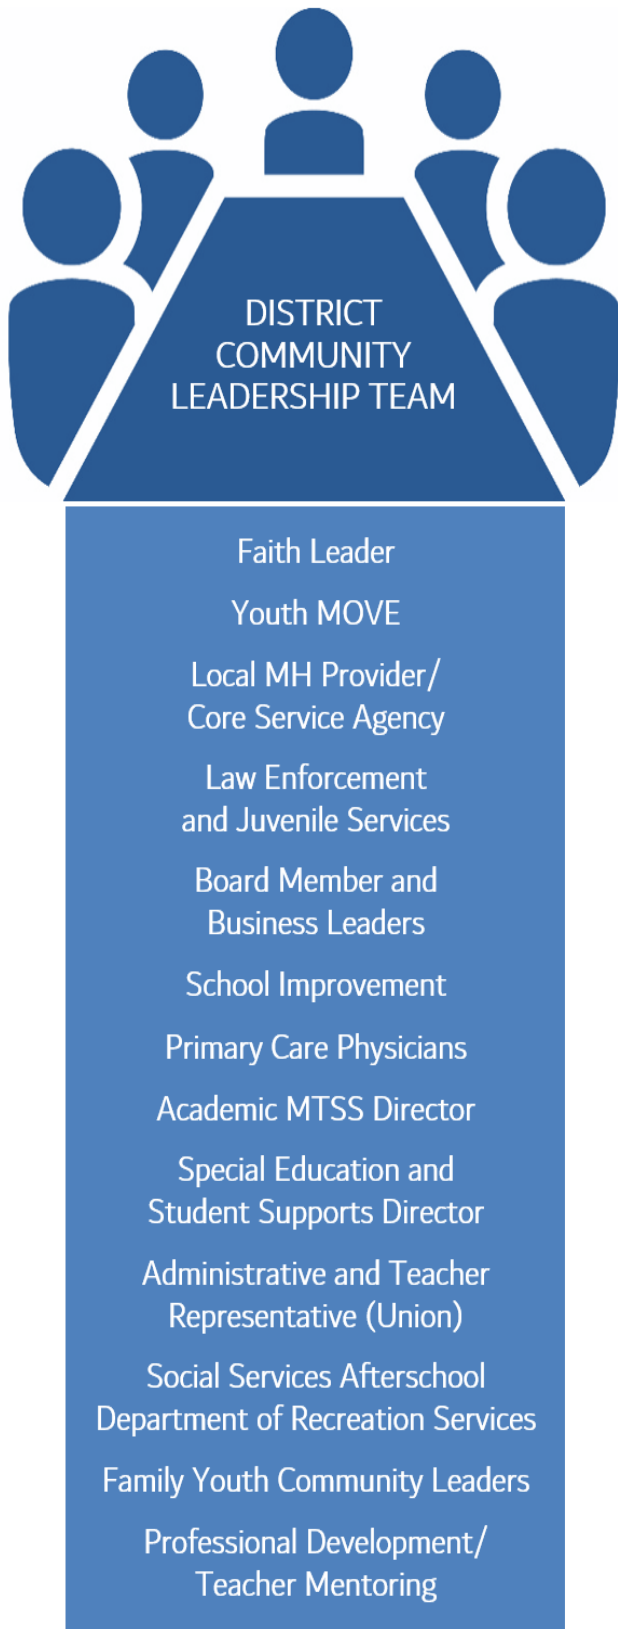 DISTRICT
COMMUNITY
LEADERSHIP TEAM
Faith Leader
Youth MOVE
Local MH Provider/
Core Service Agency
Law Enforcement
and Juvenile Services
Board Member and
Business Leaders
School Improvement
Primary Care Physicians
Academic MTSS Director
Special Education and
Student Supports Director
Administrative and Teacher
Representative (Union)
Social Services Afterschool
Department of Recreation Services
Family Youth Community Leaders
Professional Development/
Teacher Mentoring